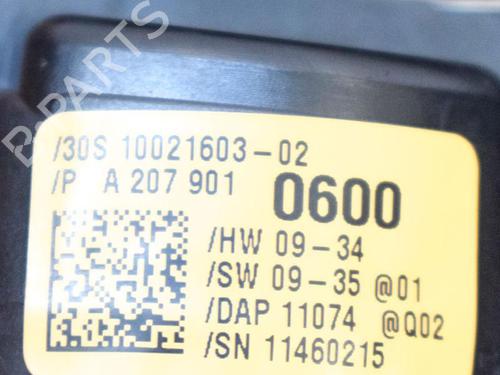 B-PARTS
/30S 10021603-02
/P A 207 901 0600
/HW 09-34
/SW 09-35 @01
/DAP 11074 @Q02
/SN 11460215